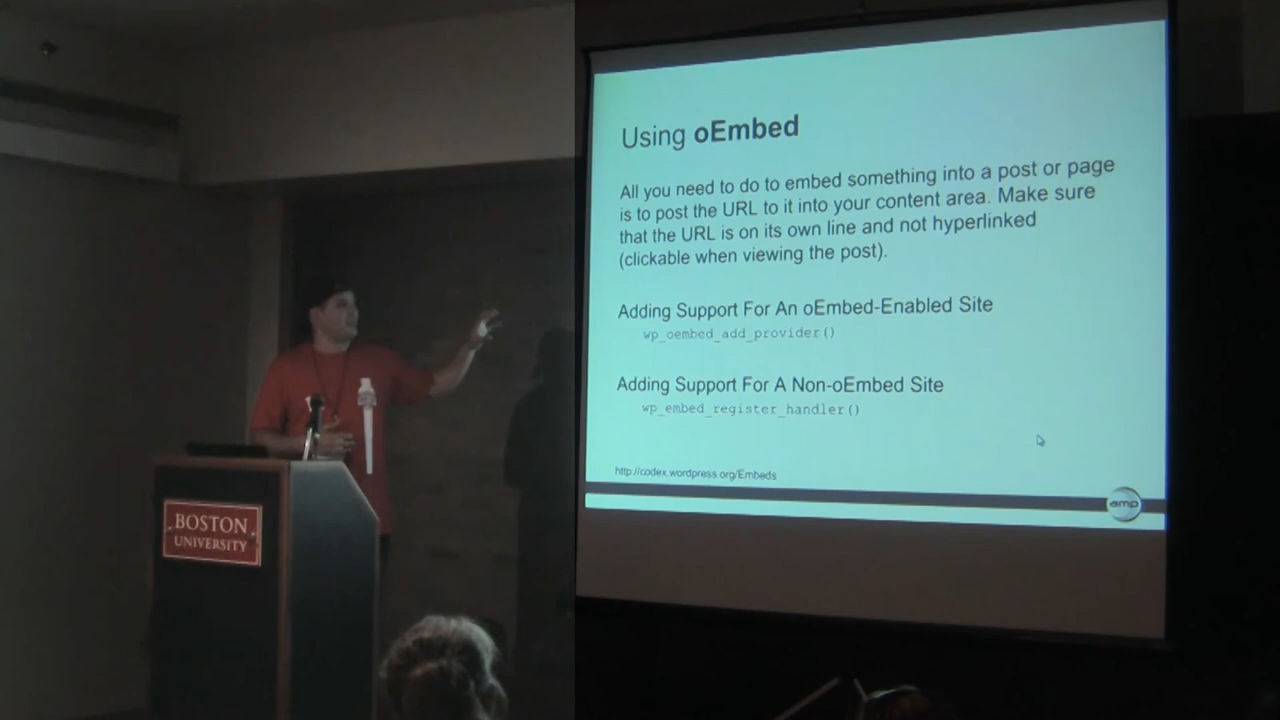 Using oEmbed
All you need to do to embed something into a post or page
is to post the URL to it into your content area. Make sure
that the URL is on its own line and not hyperlinked
(clickable when viewing the post).
Adding Support For An oEmbed-Enabled Site
wp_oembed_add_provider()
Adding Support For A Non-oEmbed Site
wp_embed_register_handler()
http://codex.wordpress.org/Embeds
amp
BOSTON
UNIVERSITY